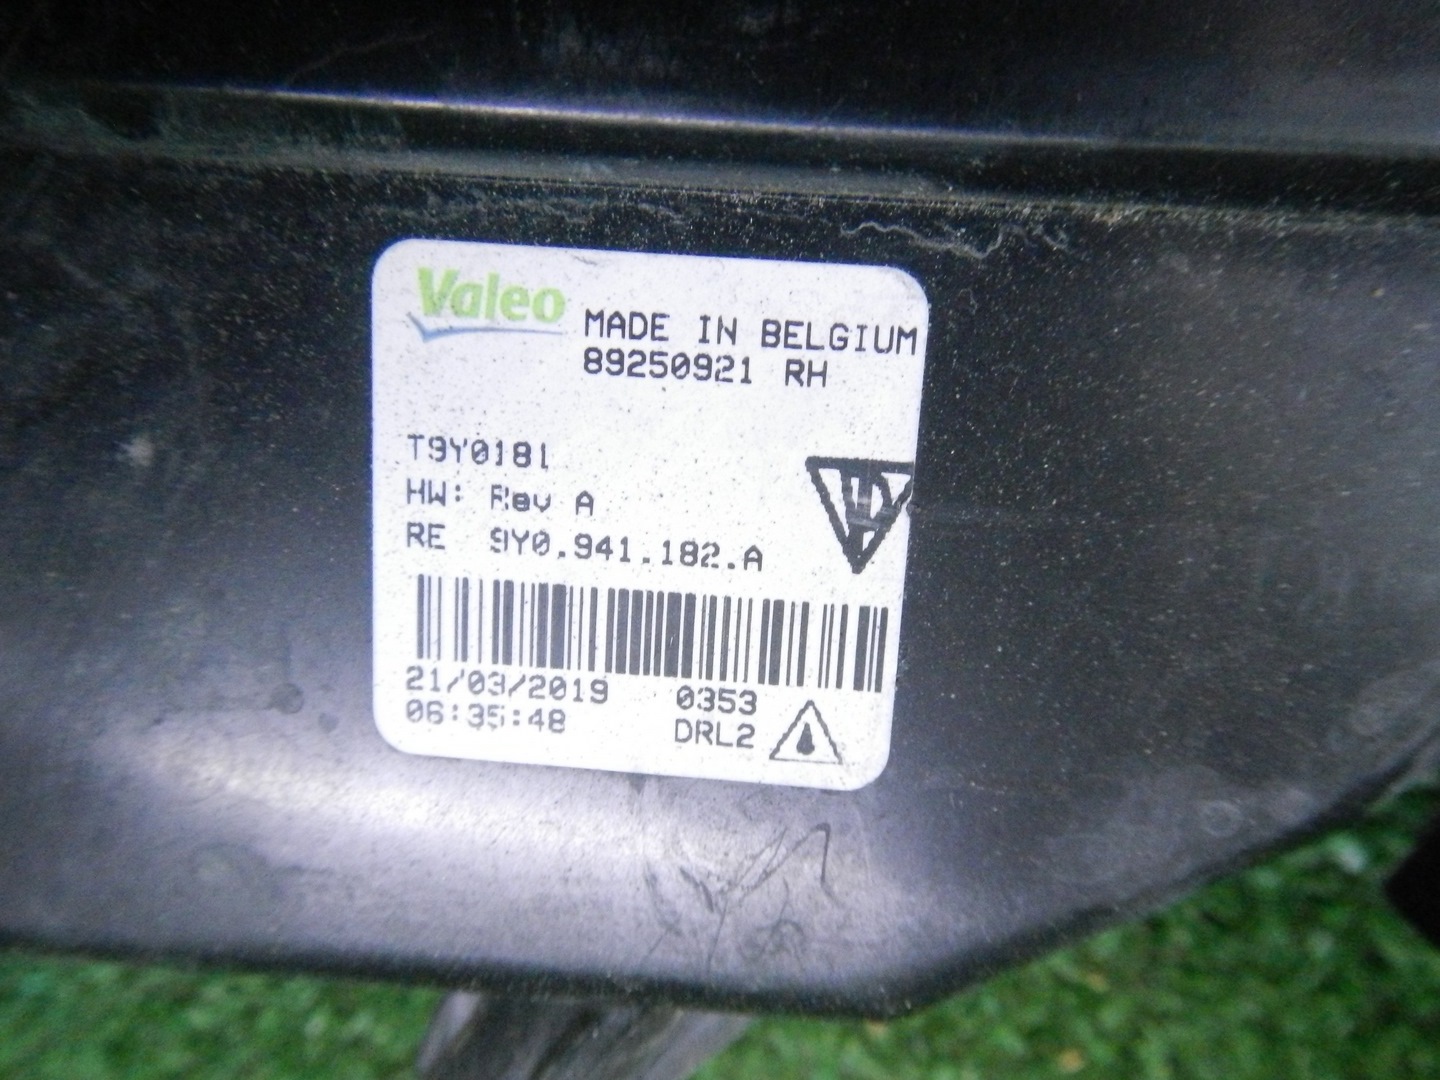 Valeo
MADE IN BELGIUM
89250921 RH
T9Y0181
HW: Rev A
RE 9Y0.941.182.A
21/03/2019 0353
06:35:48 DRL2